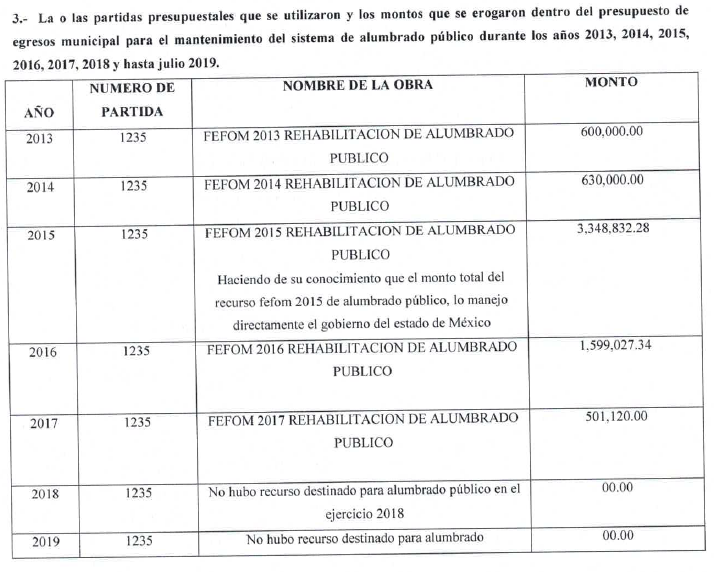 3.- La o las partidas presupuestales que se utilizaron y los montos que se erogaron dentro del presupuesto de
egresos municipal para el mantenimiento del sistema de alumbrado público durante los años 2013, 2014, 2015,
2016, 2017, 2018 y hasta julio 2019.
AÑO
NUMERO DE
PARTIDA
NOMBRE DE LA OBRA
MONTO
2013 1235 FEFOM 2013 REHABILITACION DE ALUMBRADO 600,000.00
PUBLICO
2014 1235 FEFOM 2014 REHABILITACION DE ALUMBRADO 630,000.00
PUBLICO
2015 1235 FEFOM 2015 REHABILITACION DE ALUMBRADO 3,348,832.28
PUBLICO
Haciendo de su conocimiento que el monto total del
recurso fefom 2015 de alumbrado público, lo manejo
directamente el gobierno del estado de México
2016 1235 FEFOM 2016 REHABILITACION DE ALUMBRADO 1,599,027.34
PUBLICO
2017 1235 FEFOM 2017 REHABILITACION DE ALUMBRADO 501,120.00
PUBLICO
2018 1235 No hubo recurso destinado para alumbrado público en el 00.00
ejercicio 2018
2019 1235 No hubo recurso destinado para alumbrado 00.00